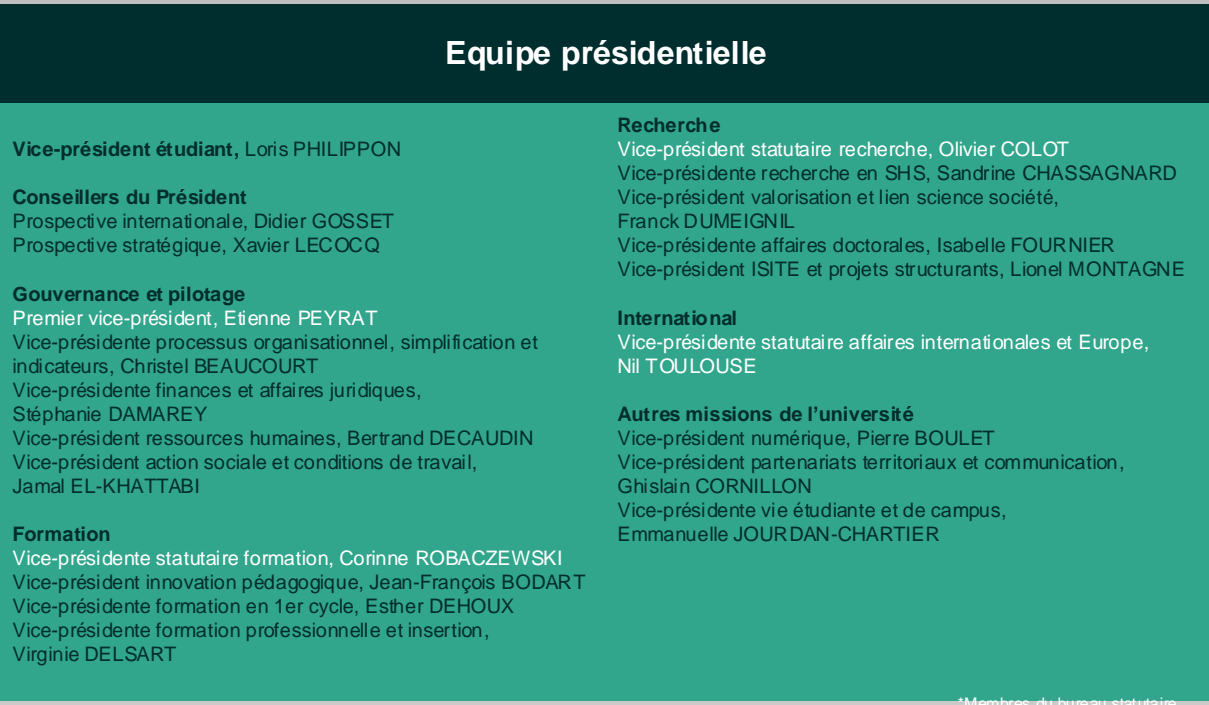 Equipe présidentielle
Vice-président étudiant, Loris PHILIPPON
Conseillers du Président
Prospective internationale, Didier GOSSET
Prospective stratégique, Xavier LECOCQ
Gouvernance et pilotage
Premier vice-président, Etienne PEYRAT
Vice-présidente processus organisationnel, simplification et
indicateurs, Christel BEAUCOURT
Vice-présidente finances et affaires juridiques,
Stéphanie DAMAREY
Vice-président ressources humaines, Bertrand DECAUDIN
Vice-président action sociale et conditions de travail,
Jamal EL-KHATTABI
Formation
Vice-présidente statutaire formation, Corinne ROBACZEWSKI
Vice-président innovation pédagogique, Jean-François BODART
Vice-présidente formation en 1er cycle, Esther DEHOUX
Vice-présidente formation professionnelle et insertion,
Virginie DELSART
Recherche
Vice-président statutaire recherche, Olivier COLOT
Vice-présidente recherche en SHS, Sandrine CHASSAGNARD
Vice-président valorisation et lien science société,
Franck DUMEIGNIL
Vice-présidente affaires doctorales, Isabelle FOURNIER
Vice-président ISITE et projets structurants, Lionel MONTAGNE
International
Vice-présidente statutaire affaires internationales et Europe,
Nil TOULOUSE
Autres missions de l’université
Vice-président numérique, Pierre BOULET
Vice-président partenariats territoriaux et communication,
Ghislain CORNILLON
Vice-présidente vie étudiante et de campus,
Emmanuelle JOURDAN-CHARTIER
*Membres du bureau statutaire